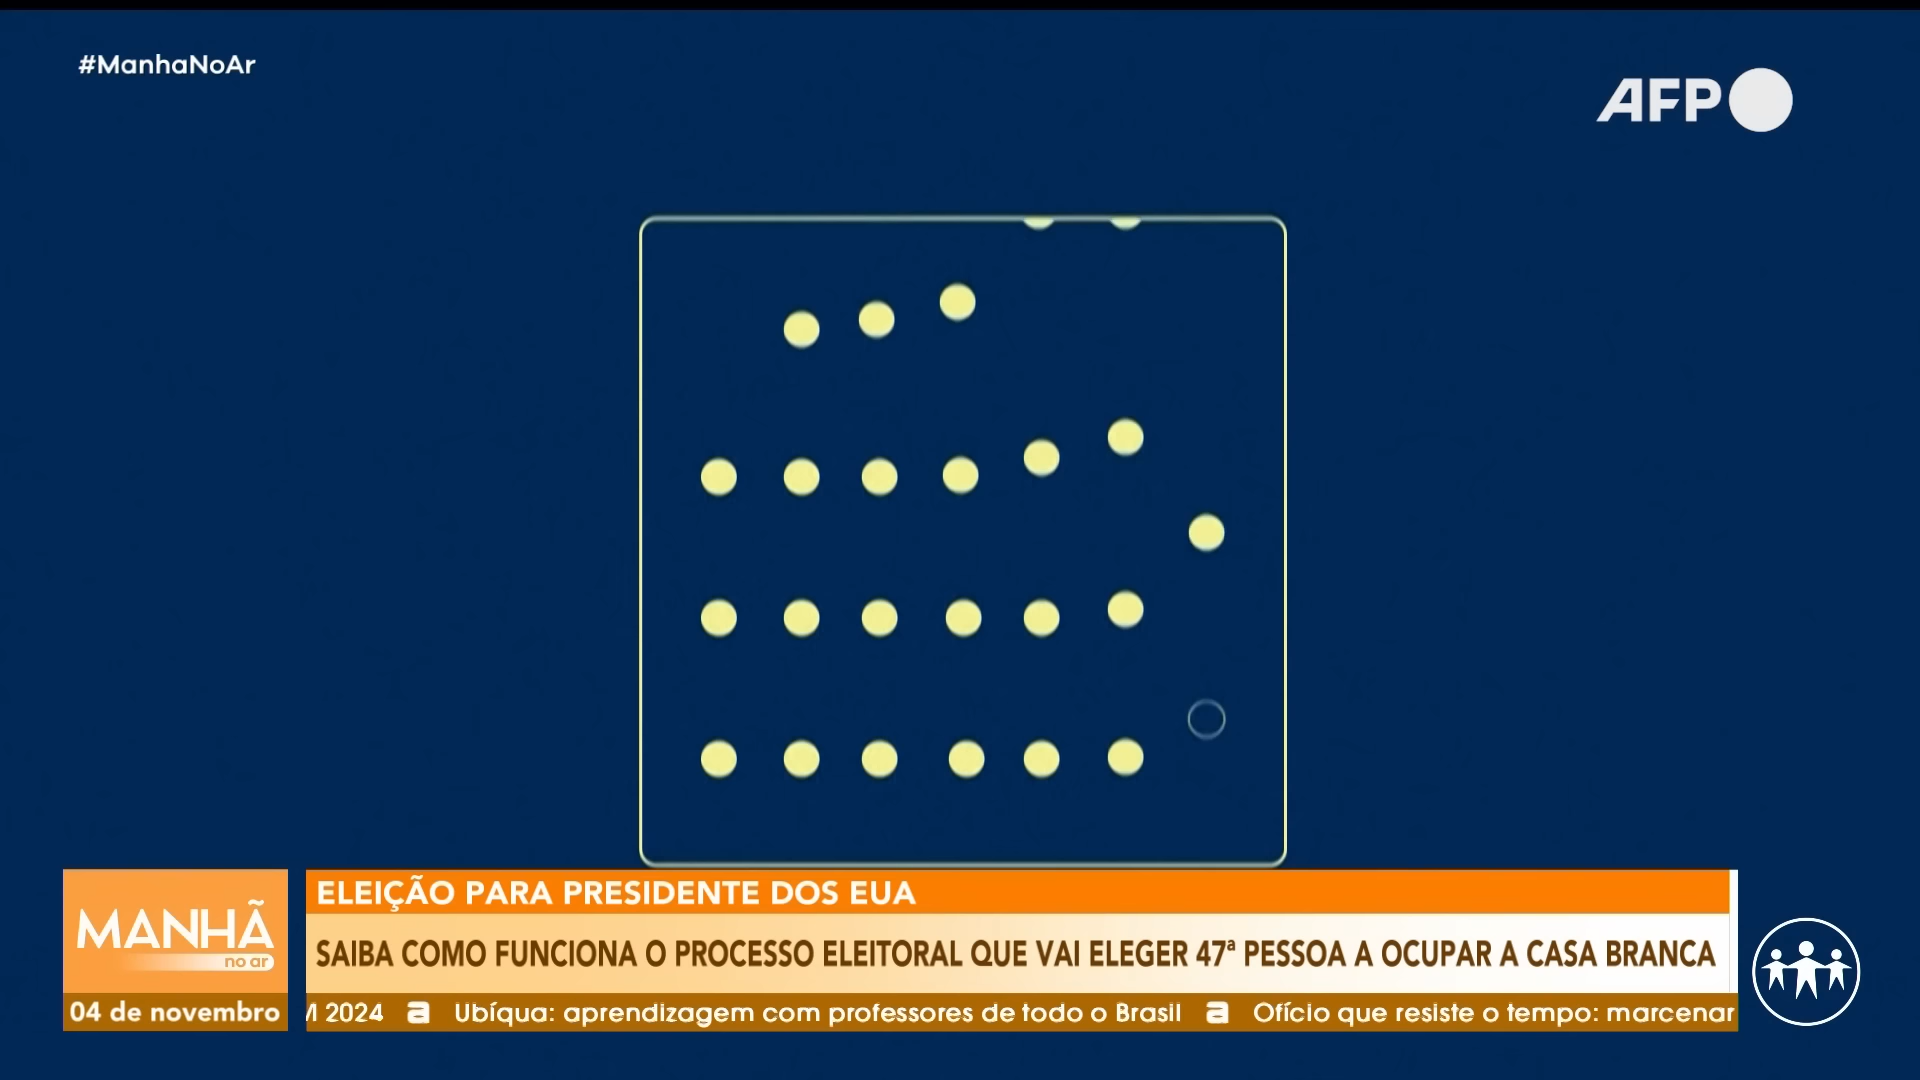 #ManhaNoAr
AFP
ELEIÇÃO PARA PRESIDENTE DOS EUA
SAIBA COMO FUNCIONA O PROCESSO ELEITORAL QUE VAI ELEGER 47ª PESSOA A OCUPAR A CASA BRANCA
MANHÃ
no ar
04 de novembro
M 2024 a Ubíqua: aprendizagem com professores de todo o Brasil a Ofício que resiste o tempo: marcenar